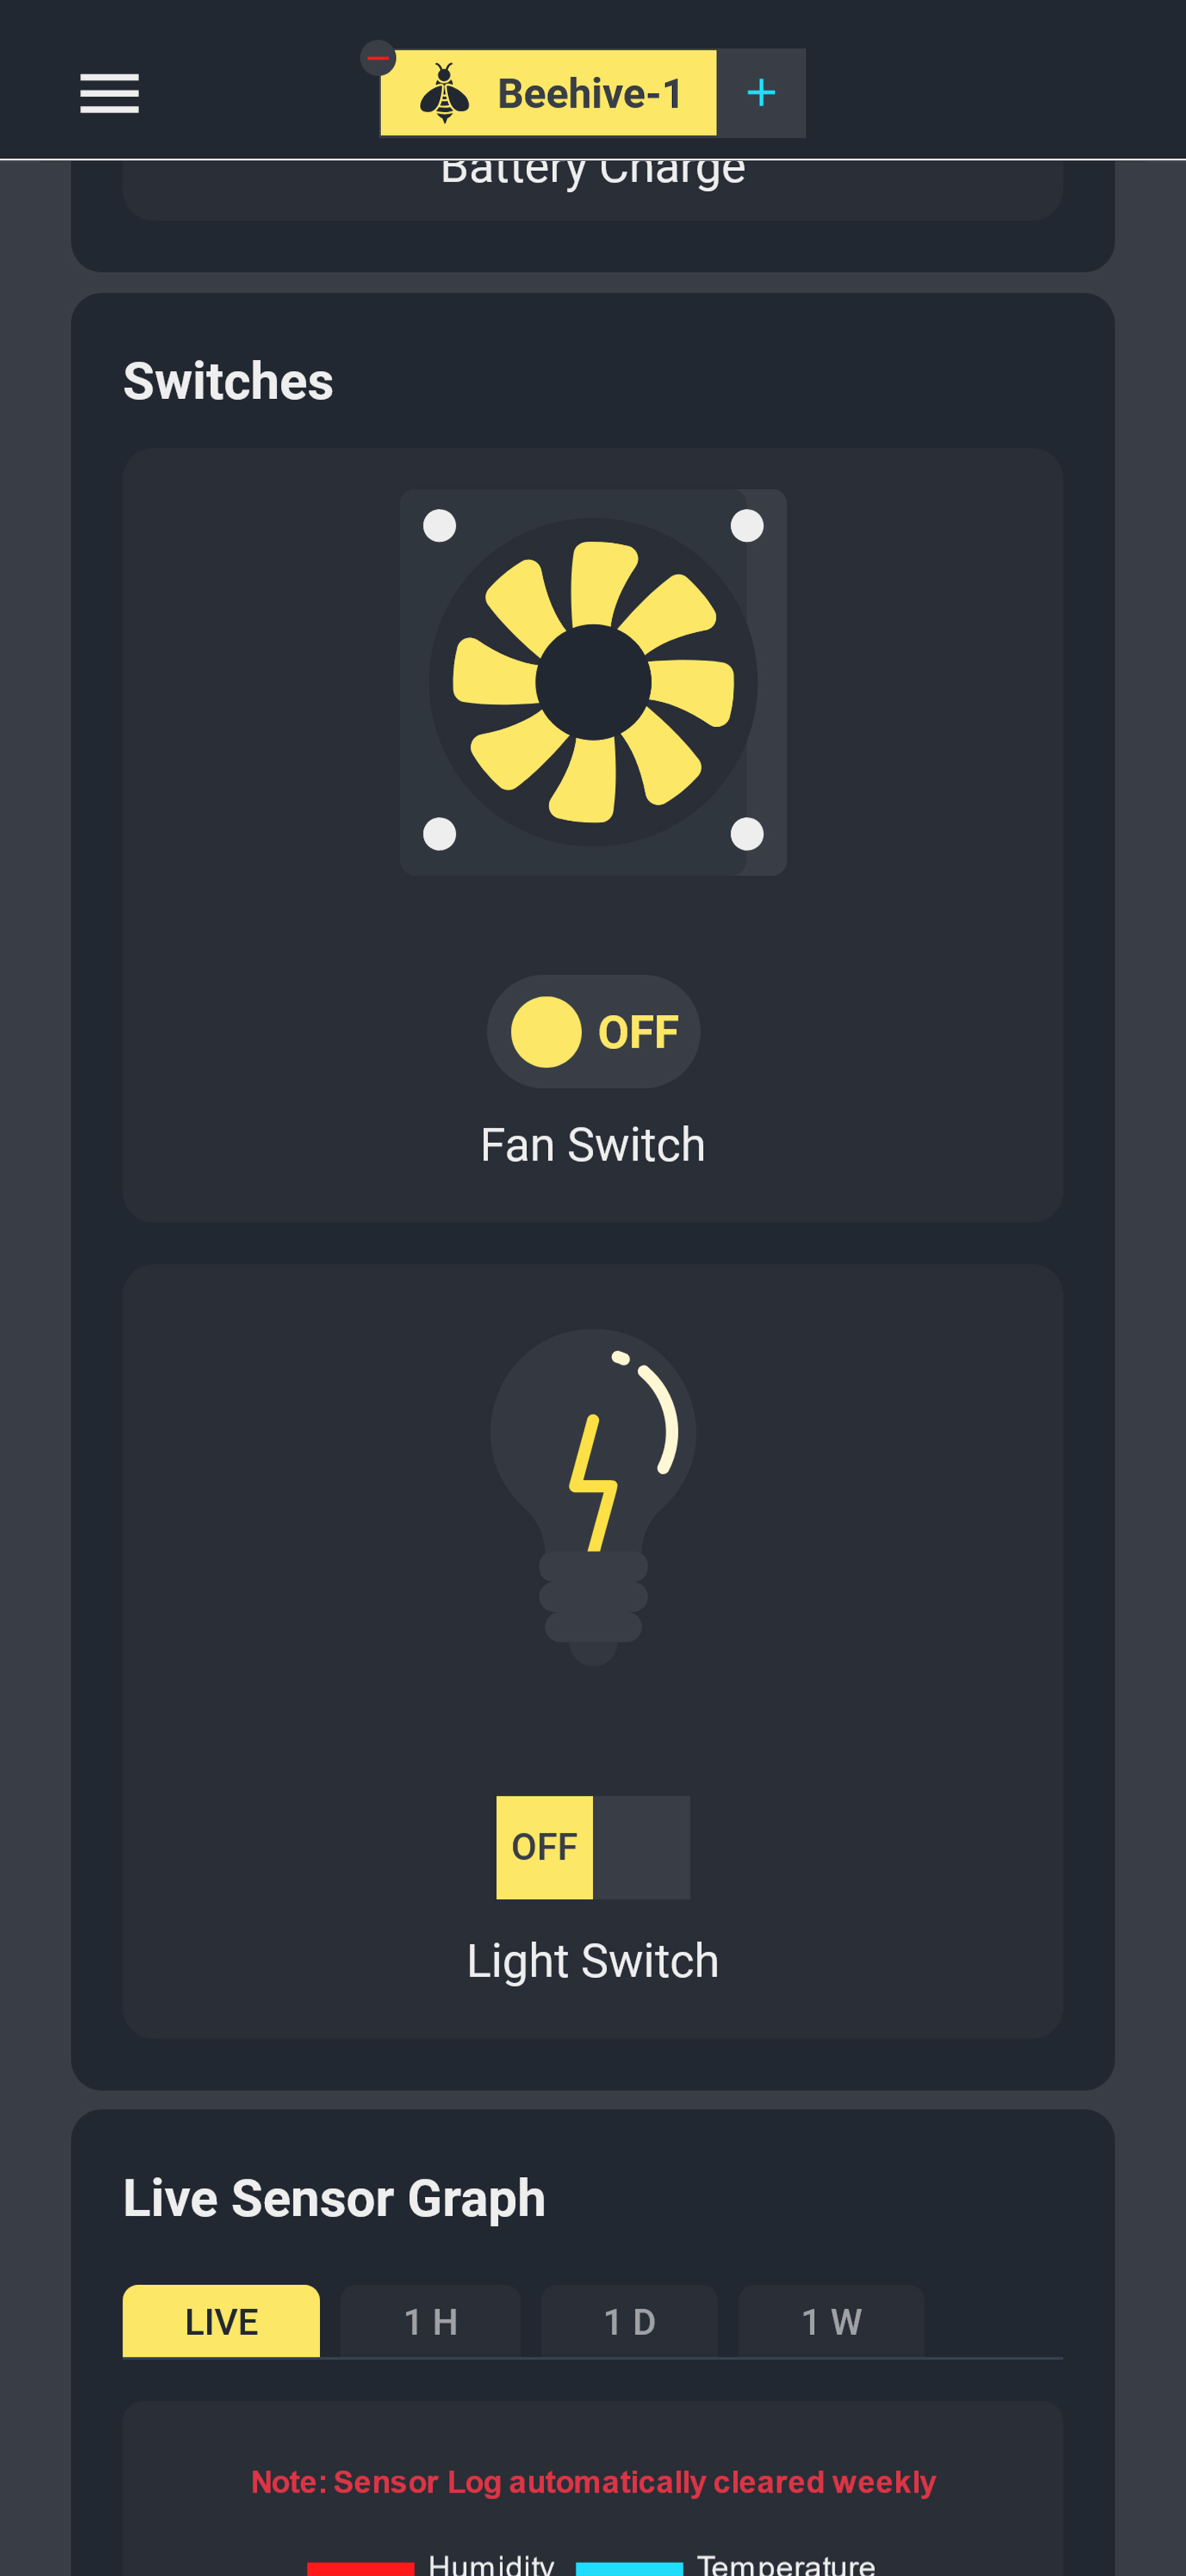 Beehive-1
Battery Charge
Switches
OFF
Fan Switch
OFF
Light Switch
Live Sensor Graph
LIVE 1 H 1 D 1 W
Note: Sensor Log automatically cleared weekly
Humidity Temperature